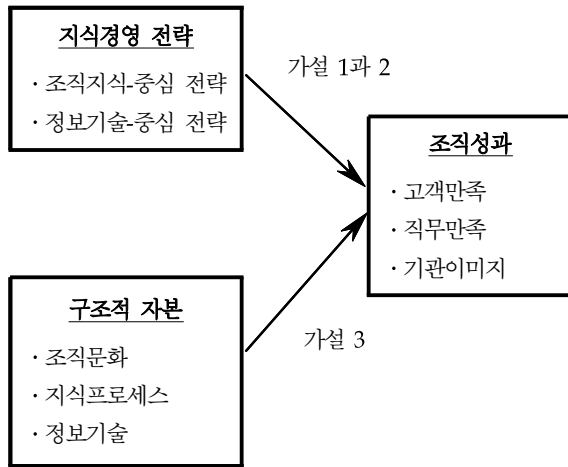 지식경영 전략
· 조직지식-중심 전략
· 정보기술-중심 전략
가설 1과 2
조직성과
· 고객만족
· 직무만족
· 기관이미지
구조적 자본
· 조직문화
· 지식프로세스
· 정보기술
가설 3